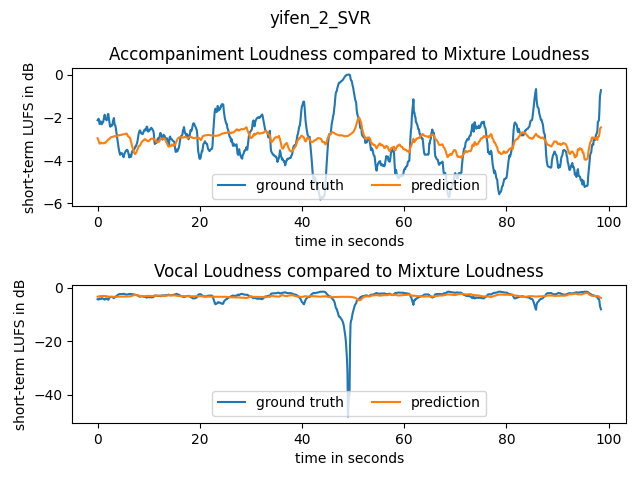 yifen_2_SVR
Accompaniment Loudness compared to Mixture Loudness
short-term LUFS in dB
0
−2
−4
−6
ground truth prediction
0 20 40 60 80 100
time in seconds
Vocal Loudness compared to Mixture Loudness
short-term LUFS in dB
0
−20
−40
ground truth prediction
0 20 40 60 80 100
time in seconds